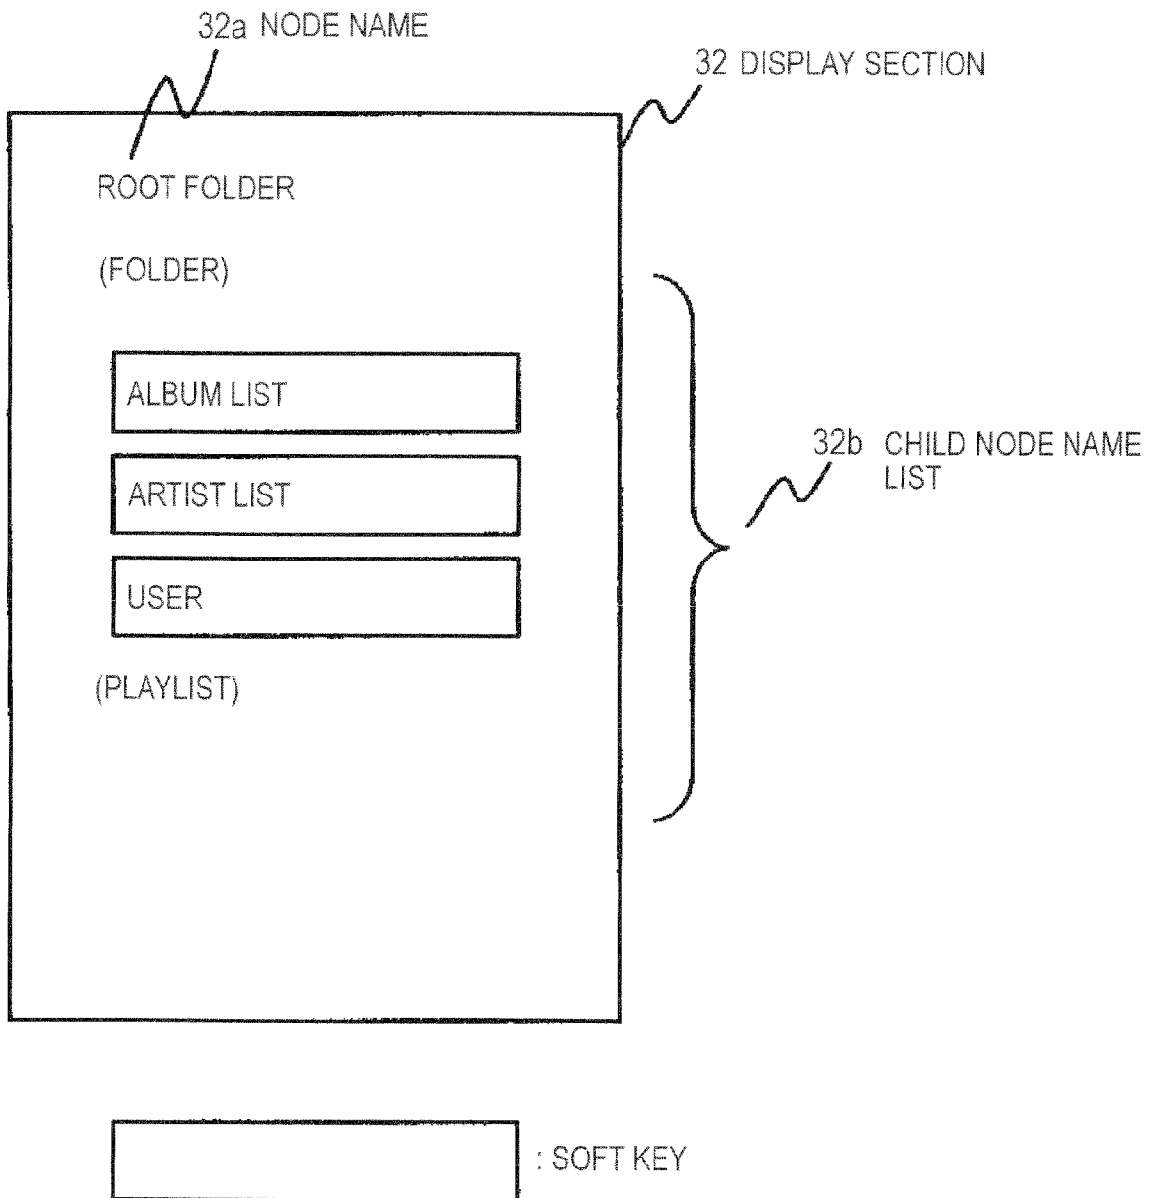 32a NODE NAME
32 DISPLAY SECTION
ROOT FOLDER
(FOLDER)
ALBUM LIST
ARTIST LIST
USER
(PLAYLIST)
32b CHILD NODE NAME
LIST
: SOFT KEY